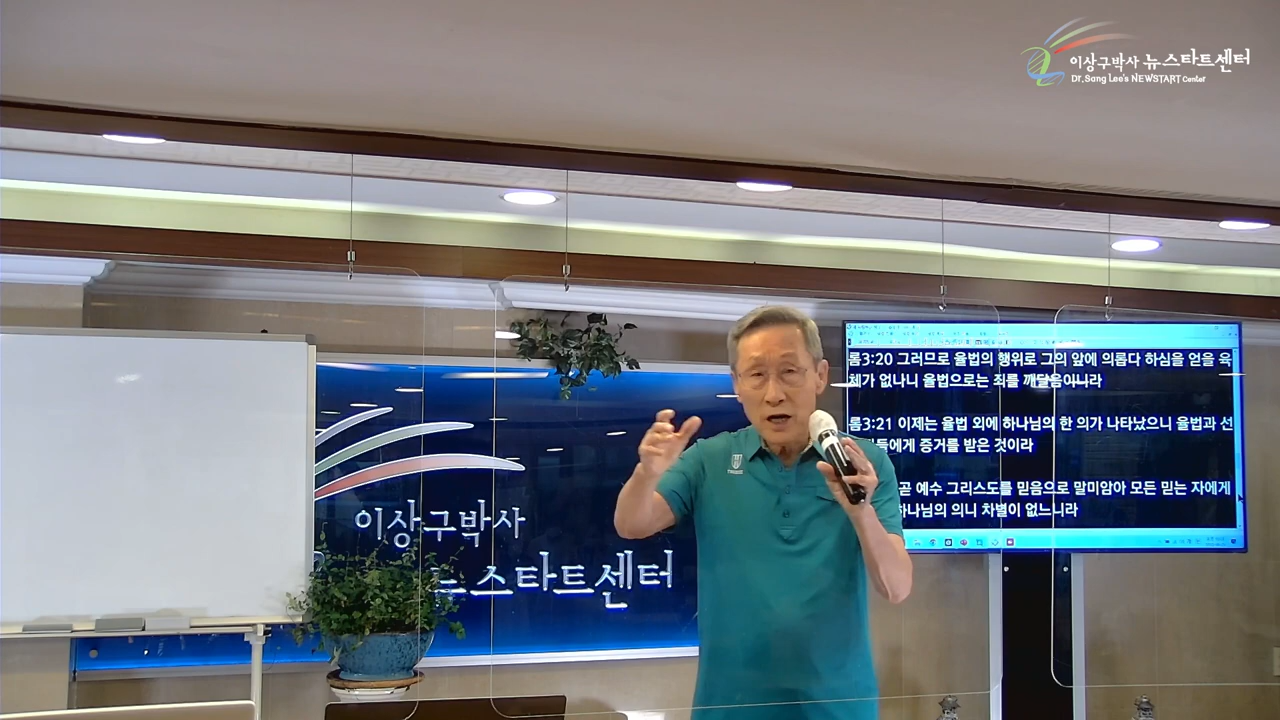 이상구박사 뉴스타트센터
Dr. Sang Lee's NEWSTART Center
롬3:20 그러므로 율법의 행위로 그의 앞에 의롭다 하심을 얻을 육
체가 없나니 율법으로는 죄를 깨달음이니라
롬3:21 이제는 율법 외에 하나님의 한 의가 나타났으니 율법과 선
들에게 증거를 받은 것이라
곧 예수 그리스도를 믿음으로 말미암아 모든 믿는 자에게
하나님의 의니 차별이 없느니라
이상구박사
뉴스타트센터